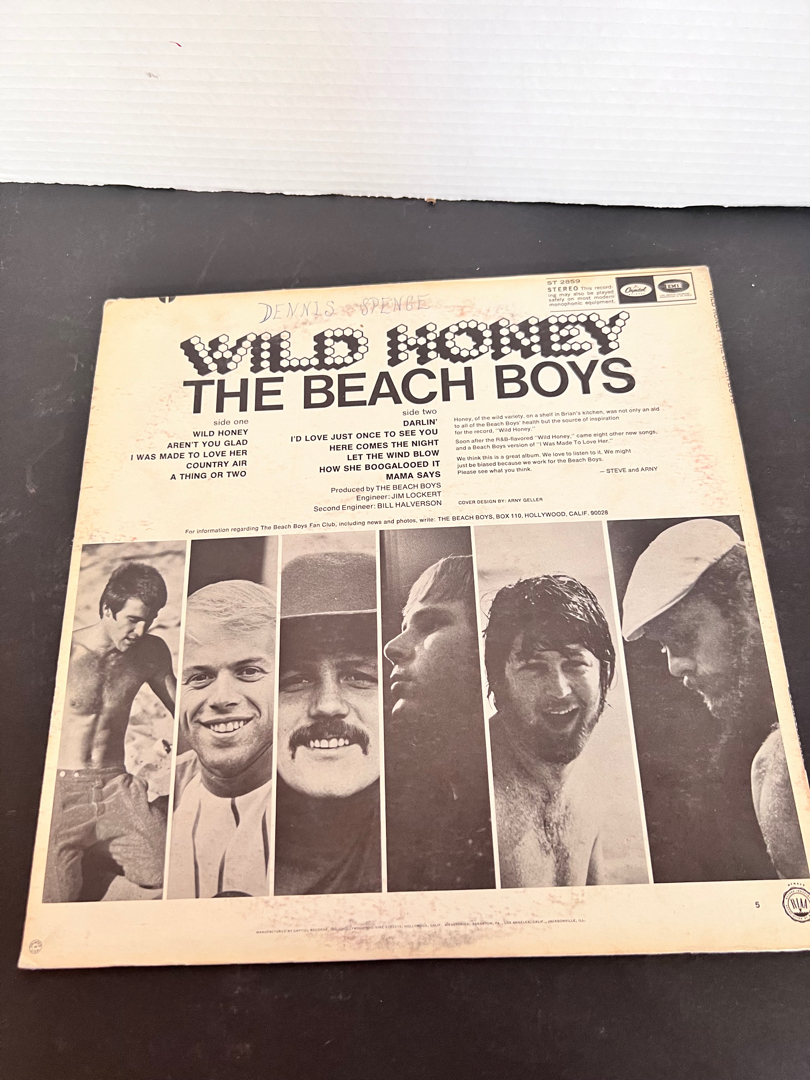 DENNIS SPENCE
ST 2859
STEREO This record-
ing may also be played
safely on most modern
monophonic equipment.
Capitol
EMI
WILD HONEY
THE BEACH BOYS
side one
WILD HONEY
AREN'T YOU GLAD
I WAS MADE TO LOVE HER
COUNTRY AIR
A THING OR TWO
side two
DARLIN'
I'D LOVE JUST ONCE TO SEE YOU
HERE COMES THE NIGHT
LET THE WIND BLOW
HOW SHE BOOGALOOED IT
MAMA SAYS
Produced by THE BEACH BOYS
Engineer: JIM LOCKERT
Second Engineer: BILL HALVERSON
Honey, of the wild variety, on a shelf in Brian's kitchen, was not only an aid
to all of the Beach Boys' health but the source of inspiration
for the record, "Wild Honey."
Soon after the R&B-flavored "Wild Honey," came eight other new songs,
and a Beach Boys version of "I Was Made To Love Her."
We think this is a great album. We love to listen to it. We might
just be biased because we work for the Beach Boys.
Please see what you think.
— STEVE and ARNY
COVER DESIGN BY: ARNY GELLER
For information regarding The Beach Boys Fan Club, including news and photos, write: THE BEACH BOYS, BOX 110, HOLLYWOOD, CALIF. 90028
5
RIAA